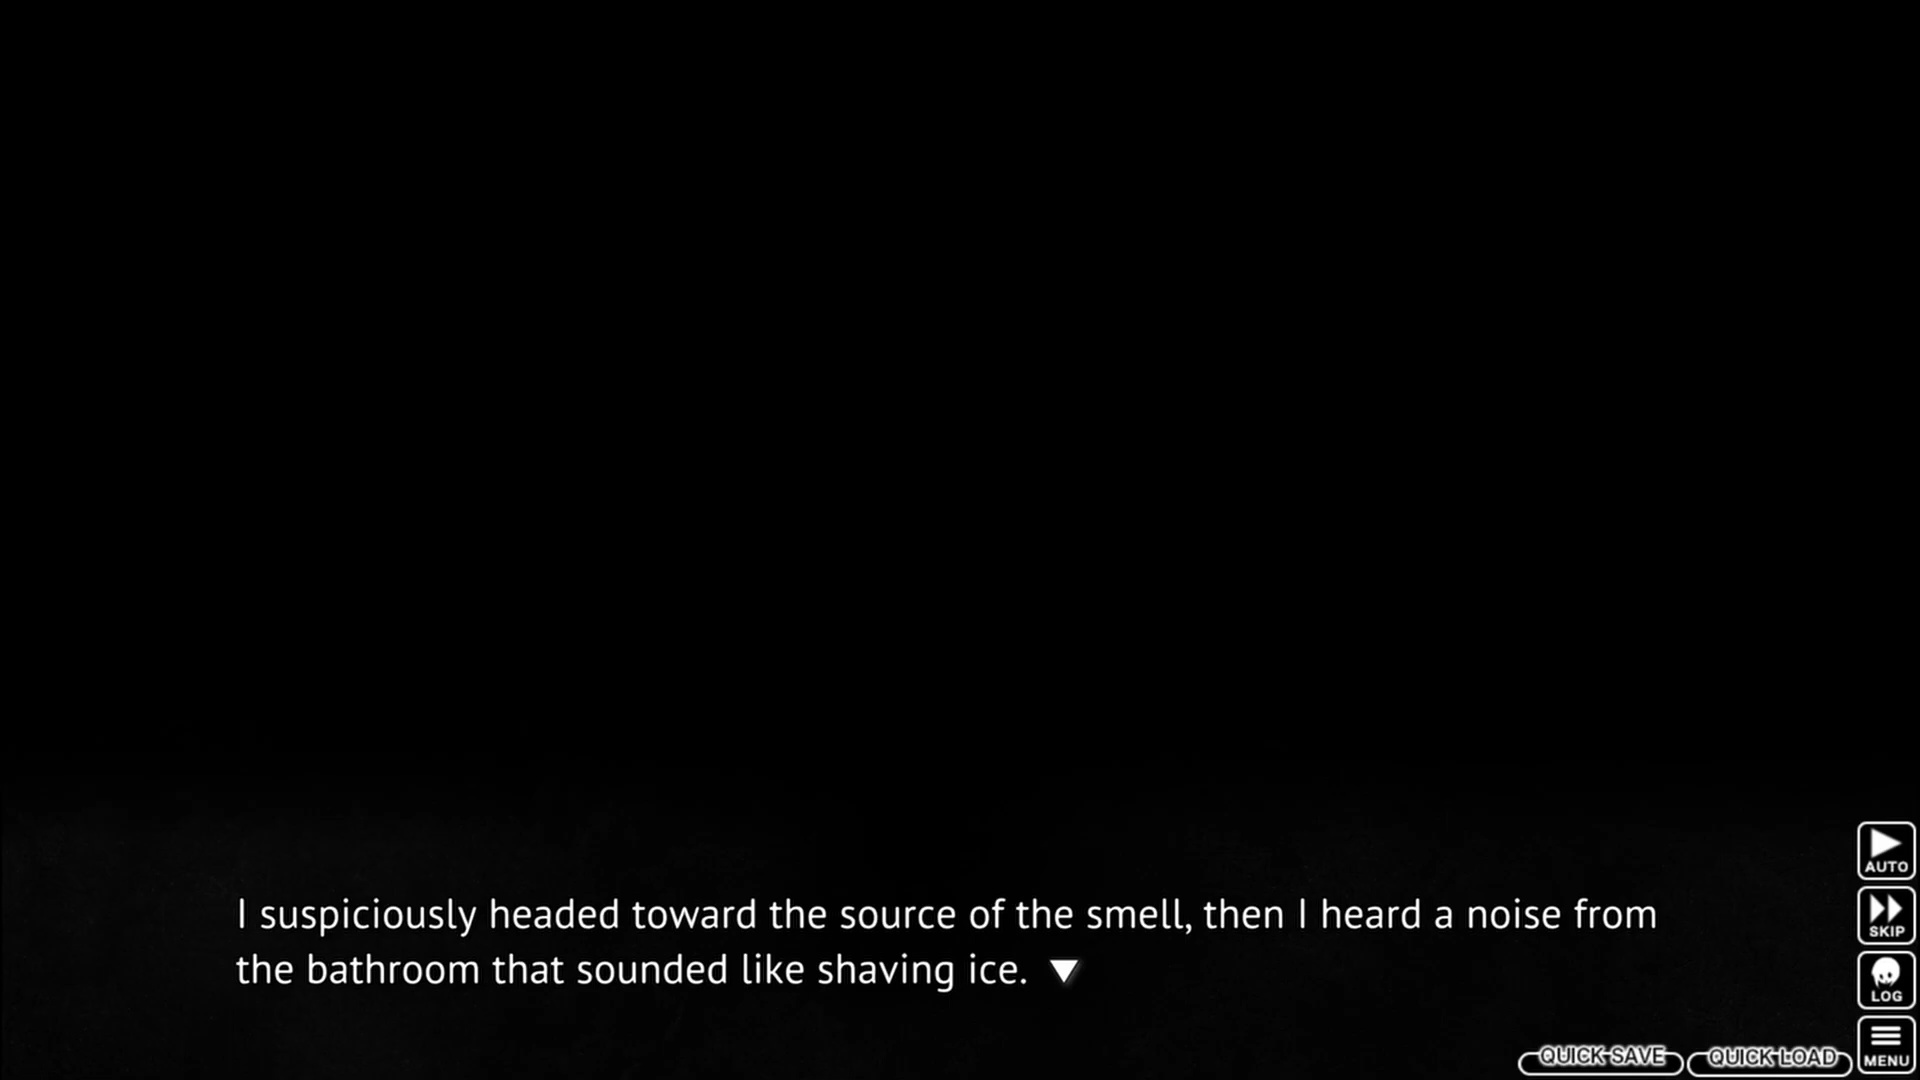 I suspiciously headed toward the source of the smell, then I heard a noise from
the bathroom that sounded like shaving ice.
AUTO
SKIP
LOG
MENU
QUICK SAVE QUICK LOAD